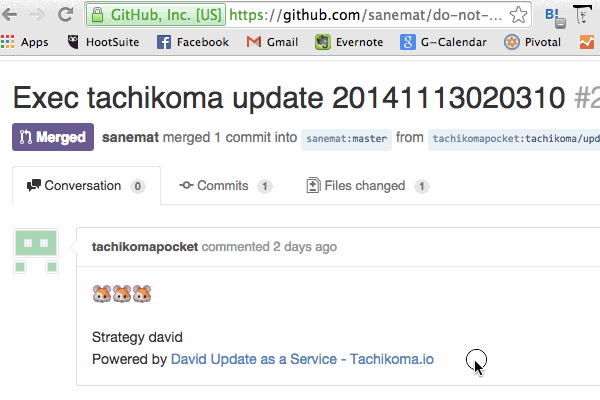 GitHub, Inc. [US] https://github.com/sanemat/do-not-...
Apps HootSuite Facebook Gmail Evernote G-Calendar Pivotal
Exec tachikoma update 20141113020310 #2
Merged sanemat merged 1 commit into sanemat:master from tachikomapocket:tachikoma/upd
Conversation 0 Commits 1 Files changed 1
tachikomapocket commented 2 days ago
Strategy david
Powered by David Update as a Service - Tachikoma.io